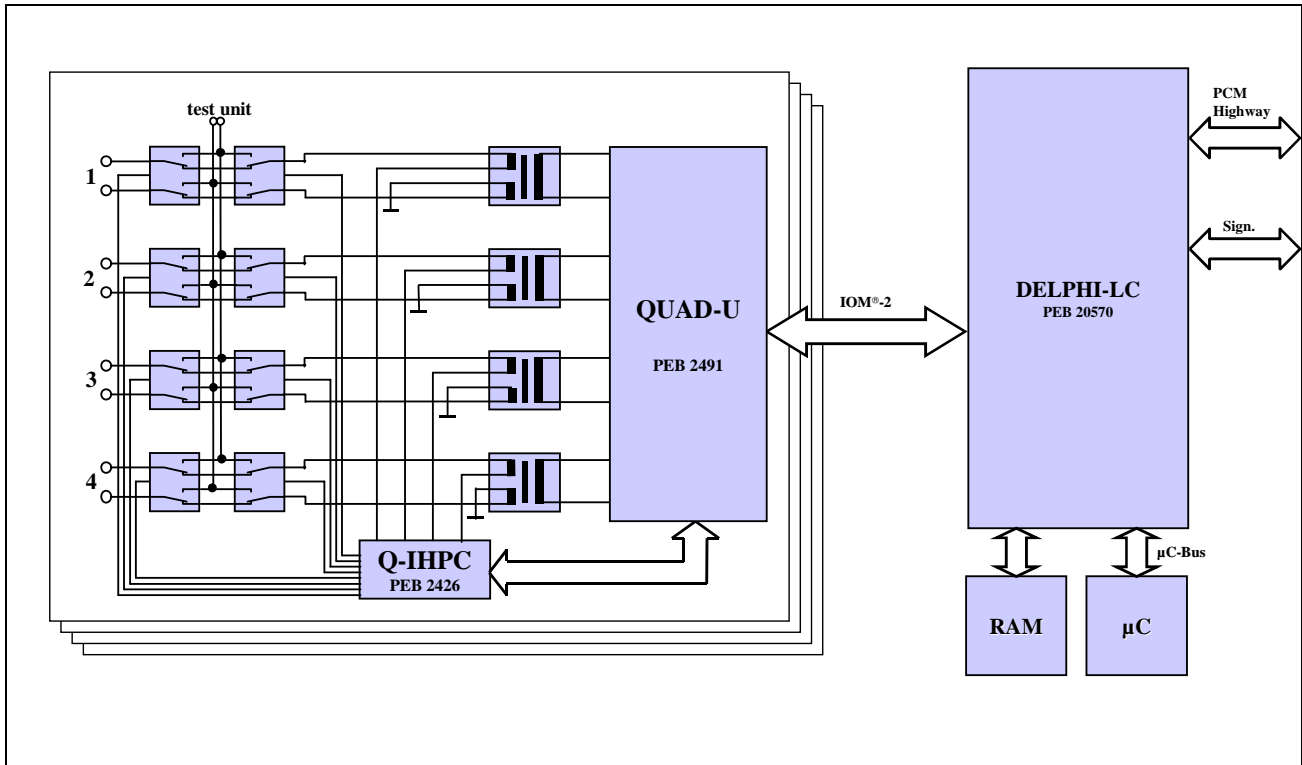 test unit
1
2
3
4
QUAD-U
PEB 2491
Q-IHPC
PEB 2426
IOM®-2
DELPHI-LC
PEB 20570
PCM
Highway
Sign.
µC-Bus
RAM
µC